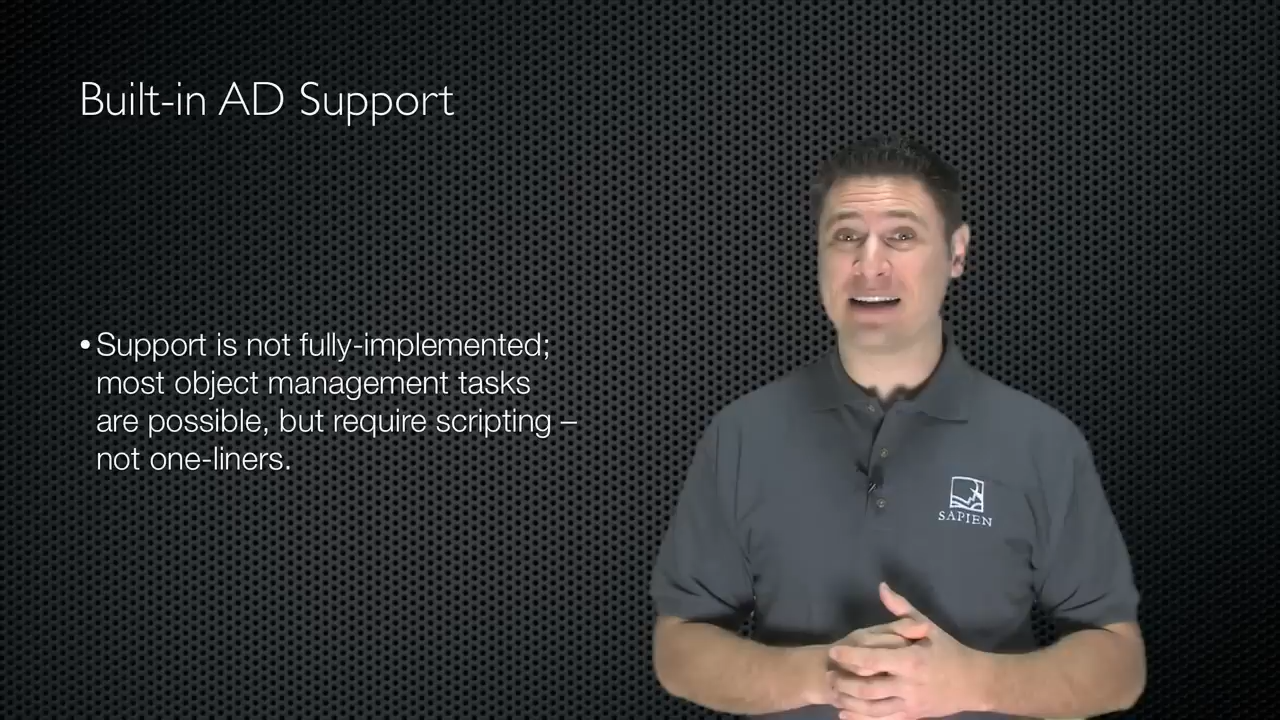 Built-in AD Support
• Support is not fully-implemented;
most object management tasks
are possible, but require scripting –
not one-liners.
SAPIEN